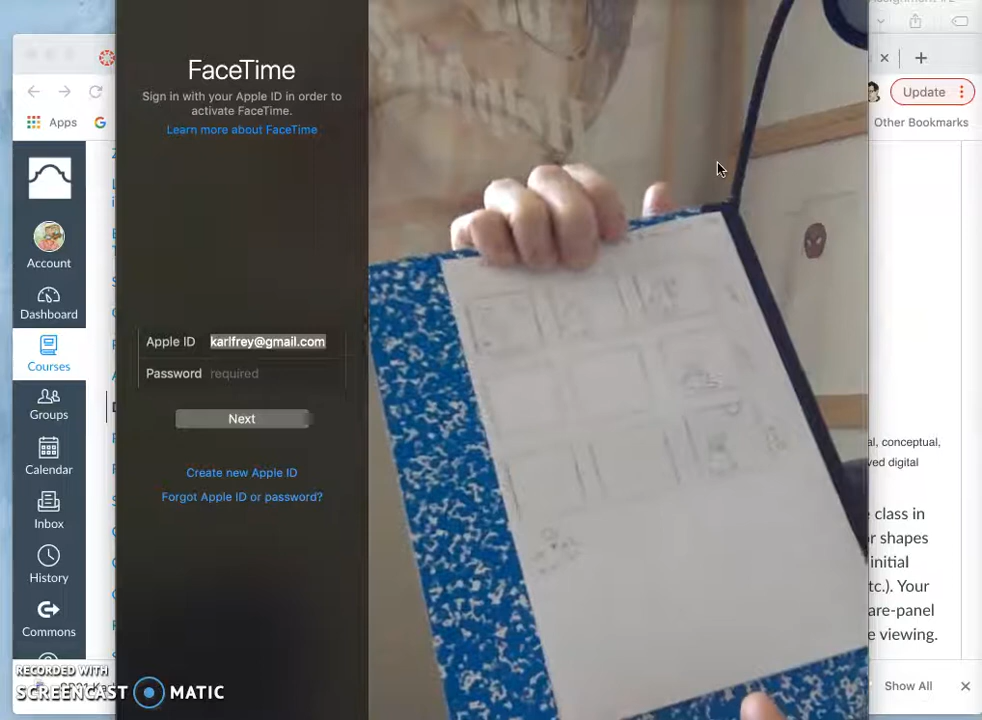 FaceTime
Sign in with your Apple ID in order to
activate FaceTime.
Learn more about FaceTime
Apple ID karlfrey@gmail.com
Password required
Next
Create new Apple ID
Forgot Apple ID or password?
Apps
Account
Dashboard
Courses
Groups
Calendar
Inbox
History
Commons
Update
Other Bookmarks
al, conceptual,
ved digital
e class in
or shapes
initial
tc.). Your
are-panel
e viewing.
Show All
RECORDED WITH
SCREENCAST MATIC